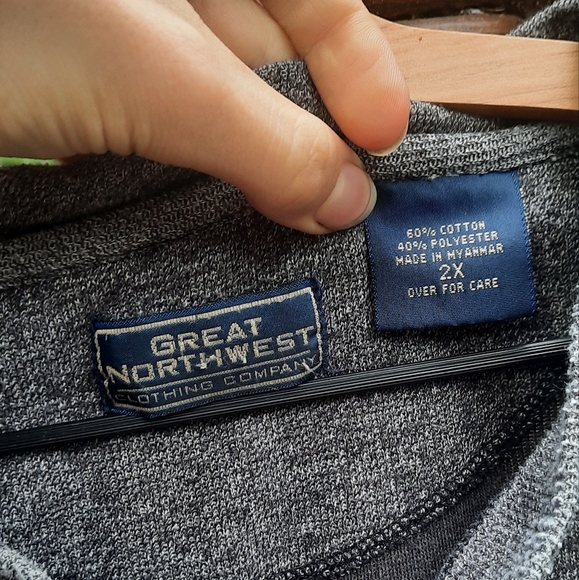 GREAT
NORTHWEST
CLOTHING COMPANY
60% COTTON
40% POLYESTER
MADE IN MYANMAR
2X
OVER FOR CARE